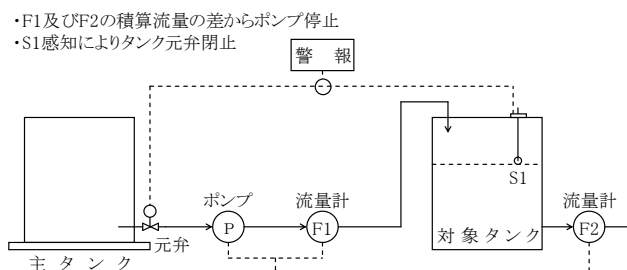 ・F1及びF2の積算流量の差からポンプ停止
・S1感知によりタンク元弁閉止
警 報
S1
ポンプ
流量計
流量計
P
F1
対象タンク
F2
元弁
主タンク